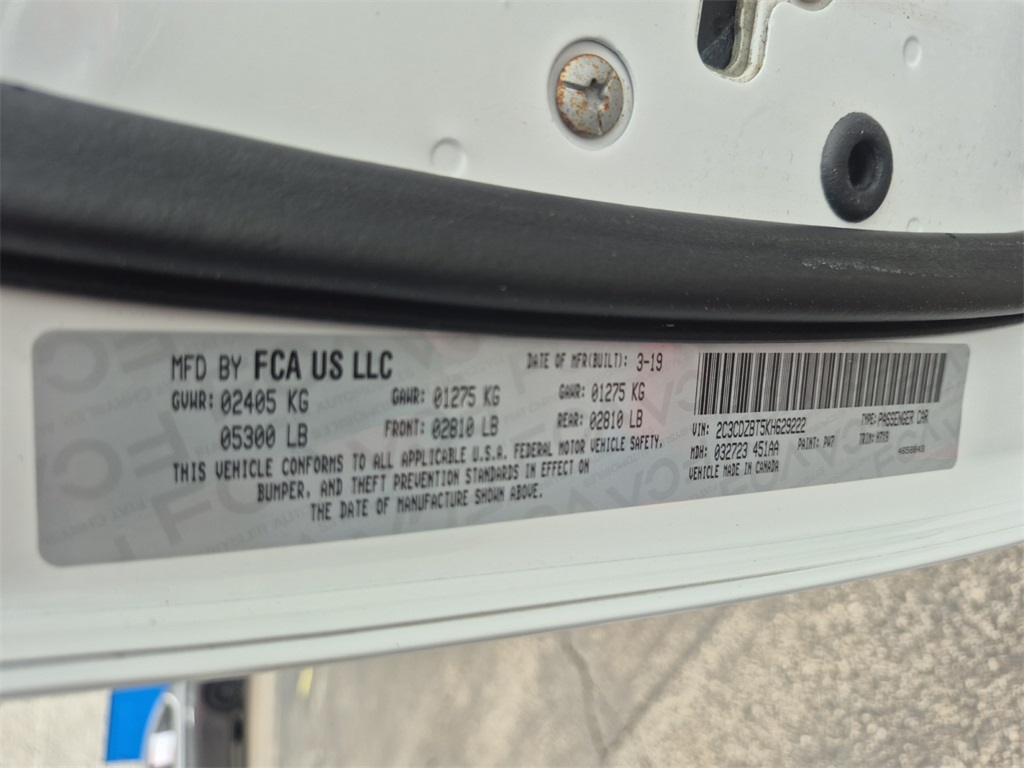 MFD BY FCA US LLC
DATE OF MFR(BUILT): 3-19
GVWR: 02405 KG
GAWR: 01275 KG
GAWR: 01275 KG
05300 LB
FRONT: 02810 LB
REAR: 02810 LB
THIS VEHICLE CONFORMS TO ALL APPLICABLE U.S.A. FEDERAL MOTOR VEHICLE SAFETY,
BUMPER, AND THEFT PREVENTION STANDARDS IN EFFECT ON
THE DATE OF MANUFACTURE SHOWN ABOVE.
VIN: 2C3CDZBT5KH629222
TYPE: PASSENGER CAR
MDH: 032723 451AA
PAINT: PW7
TRIM:
VEHICLE MADE IN CANADA